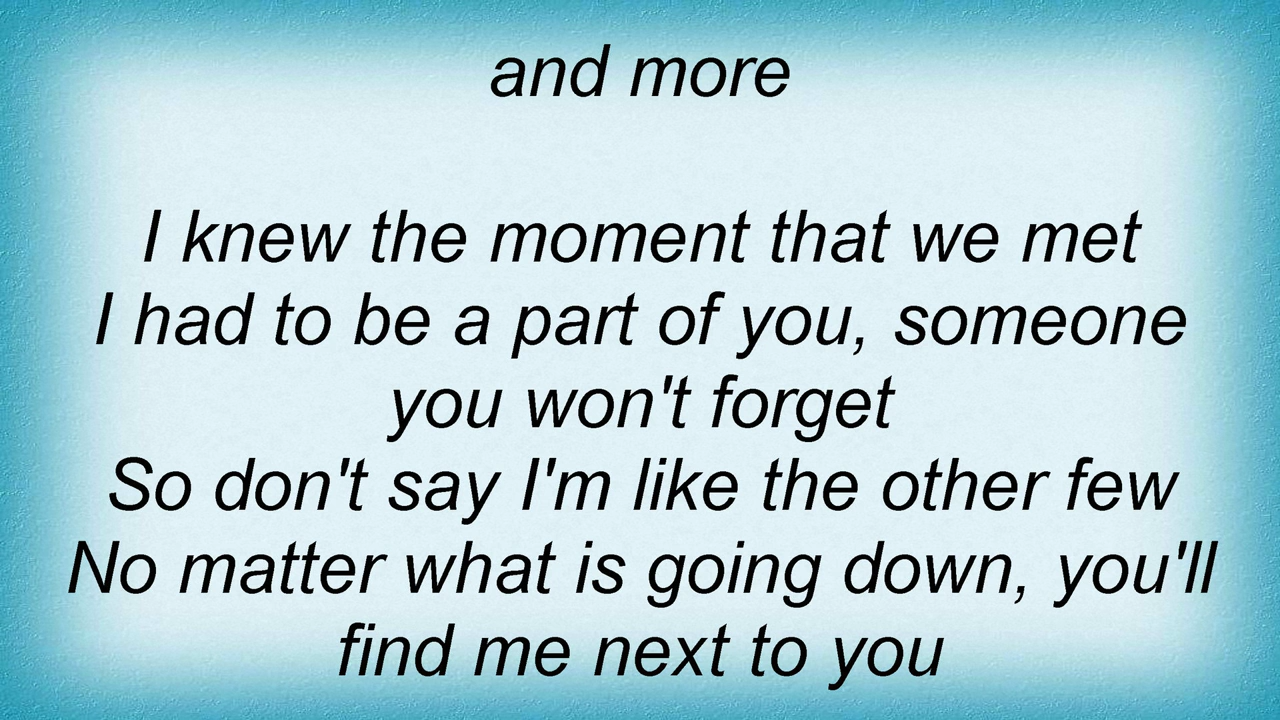 and more
I knew the moment that we met
I had to be a part of you, someone
you won't forget
So don't say I'm like the other few
No matter what is going down, you'll
find me next to you